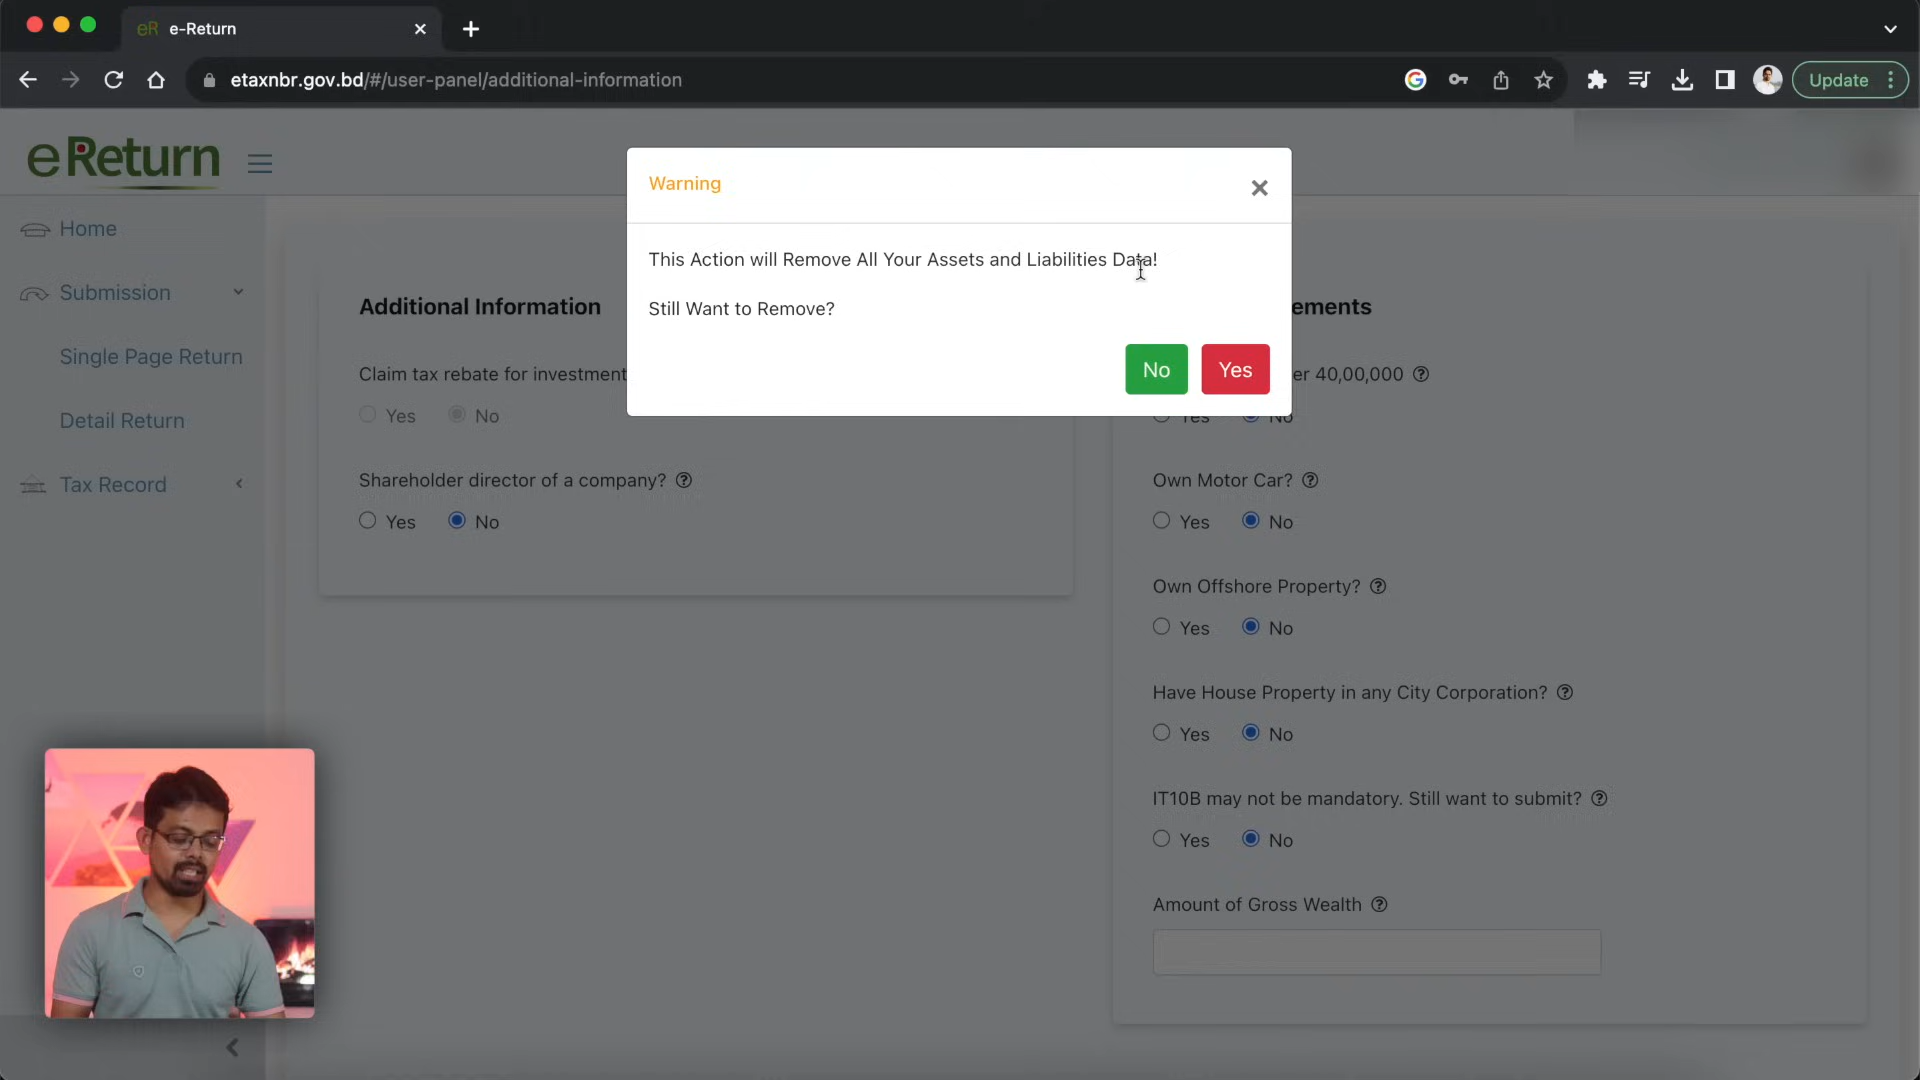 eR e-Return
etaxnbr.gov.bd/#/user-panel/additional-information
Update
eReturn
Home
Submission
Single Page Return
Detail Return
Tax Record
Warning
This Action will Remove All Your Assets and Liabilities Data!
Still Want to Remove?
No Yes
Additional Information
Claim tax rebate for investment
Yes No
Shareholder director of a company?
Yes No
ements
er 40,00,000
Yes No
Own Motor Car?
Yes No
Own Offshore Property?
Yes No
Have House Property in any City Corporation?
Yes No
IT10B may not be mandatory. Still want to submit?
Yes No
Amount of Gross Wealth